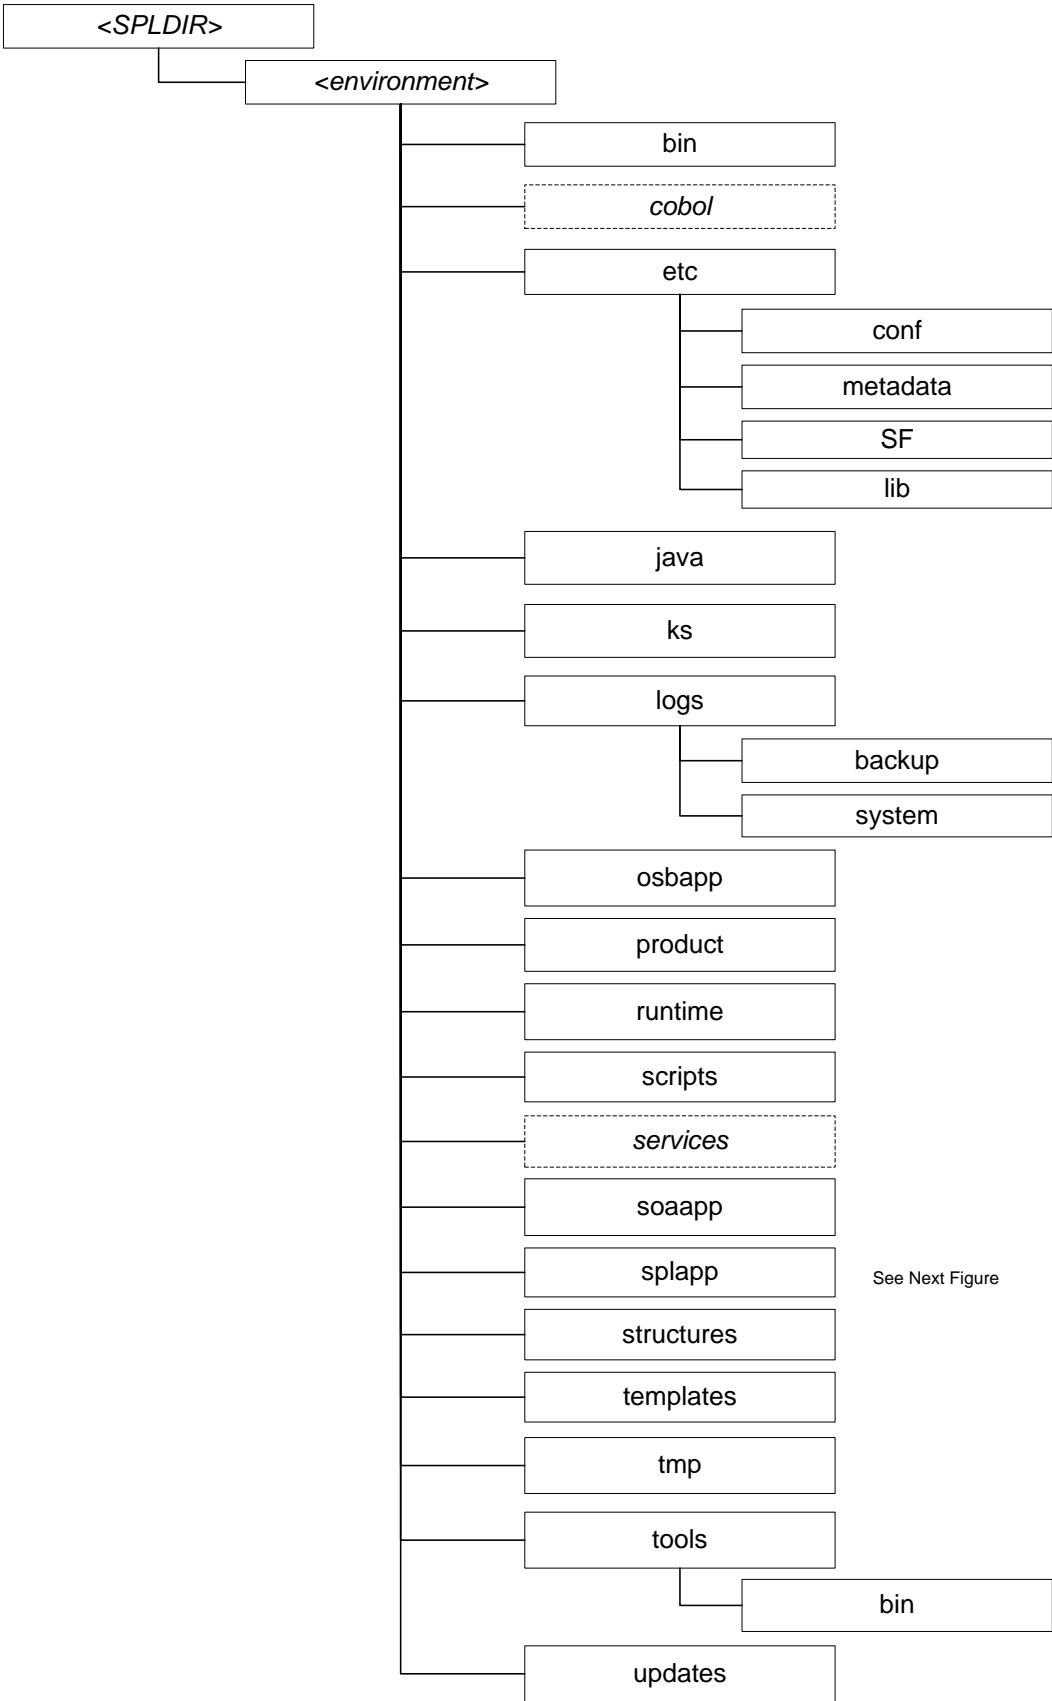 <SPLDIR>
<environment>
bin
cobol
etc
conf
metadata
SF
lib
java
ks
logs
backup
system
osbapp
product
runtime
scripts
services
soaapp
splapp
See Next Figure
structures
templates
tmp
tools
bin
updates